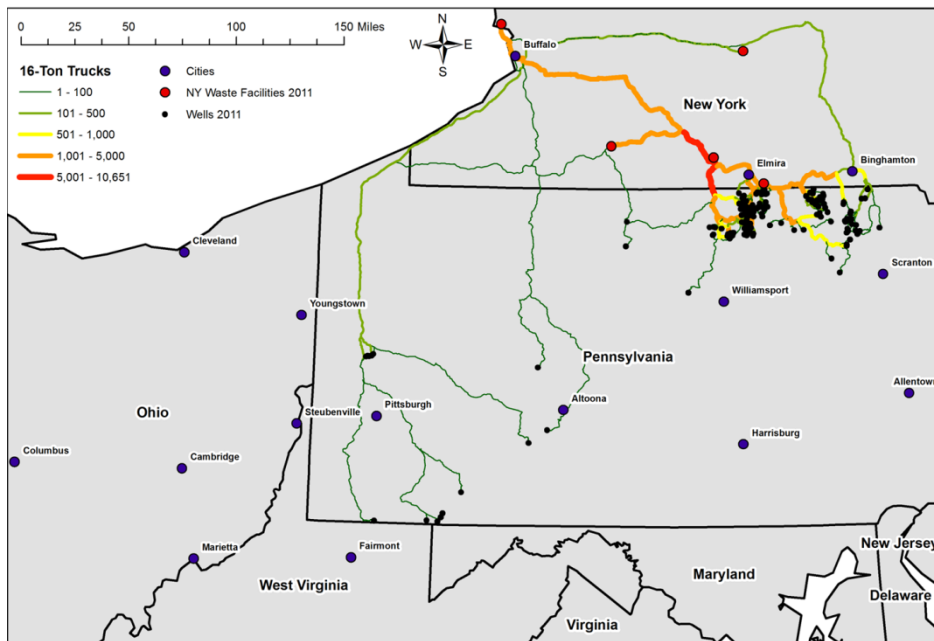 0 25 50 75 100 150 Miles
N
W E
S
16-Ton Trucks
1 - 100
101 - 500
501 - 1,000
1,001 - 5,000
5,001 - 10,651
Cities
NY Waste Facilities 2011
Wells 2011
Buffalo
New York
Elmira
Binghamton
Cleveland
Scranton
Williamsport
Youngstown
Pennsylvania
Allentown
Ohio
Steubenville
Pittsburgh
Altoona
Columbus
Cambridge
Harrisburg
Marietta
Fairmont
New Jersey
West Virginia
Maryland
Delaware
Virginia